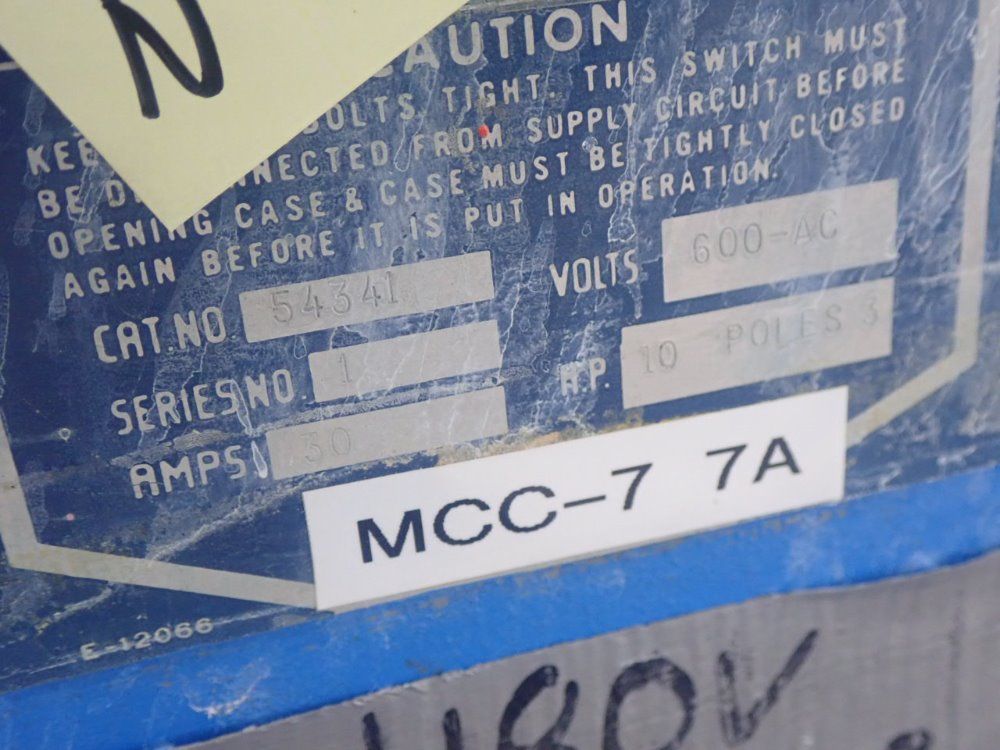 N
CAUTION
BOLTS TIGHT. THIS SWITCH MUST
BE FROM SUPPLY CIRCUIT BEFORE
OPENING CASE & CASE MUST BE TIGHTLY CLOSED
AGAIN BEFORE IT IS PUT IN OPERATION.
CAT.NO. 54341 VOLTS 600-AC
SERIES NO. 1 H.P. 10 POLES 3
AMPS. 30
MCC-7 7A
E-12066
480V